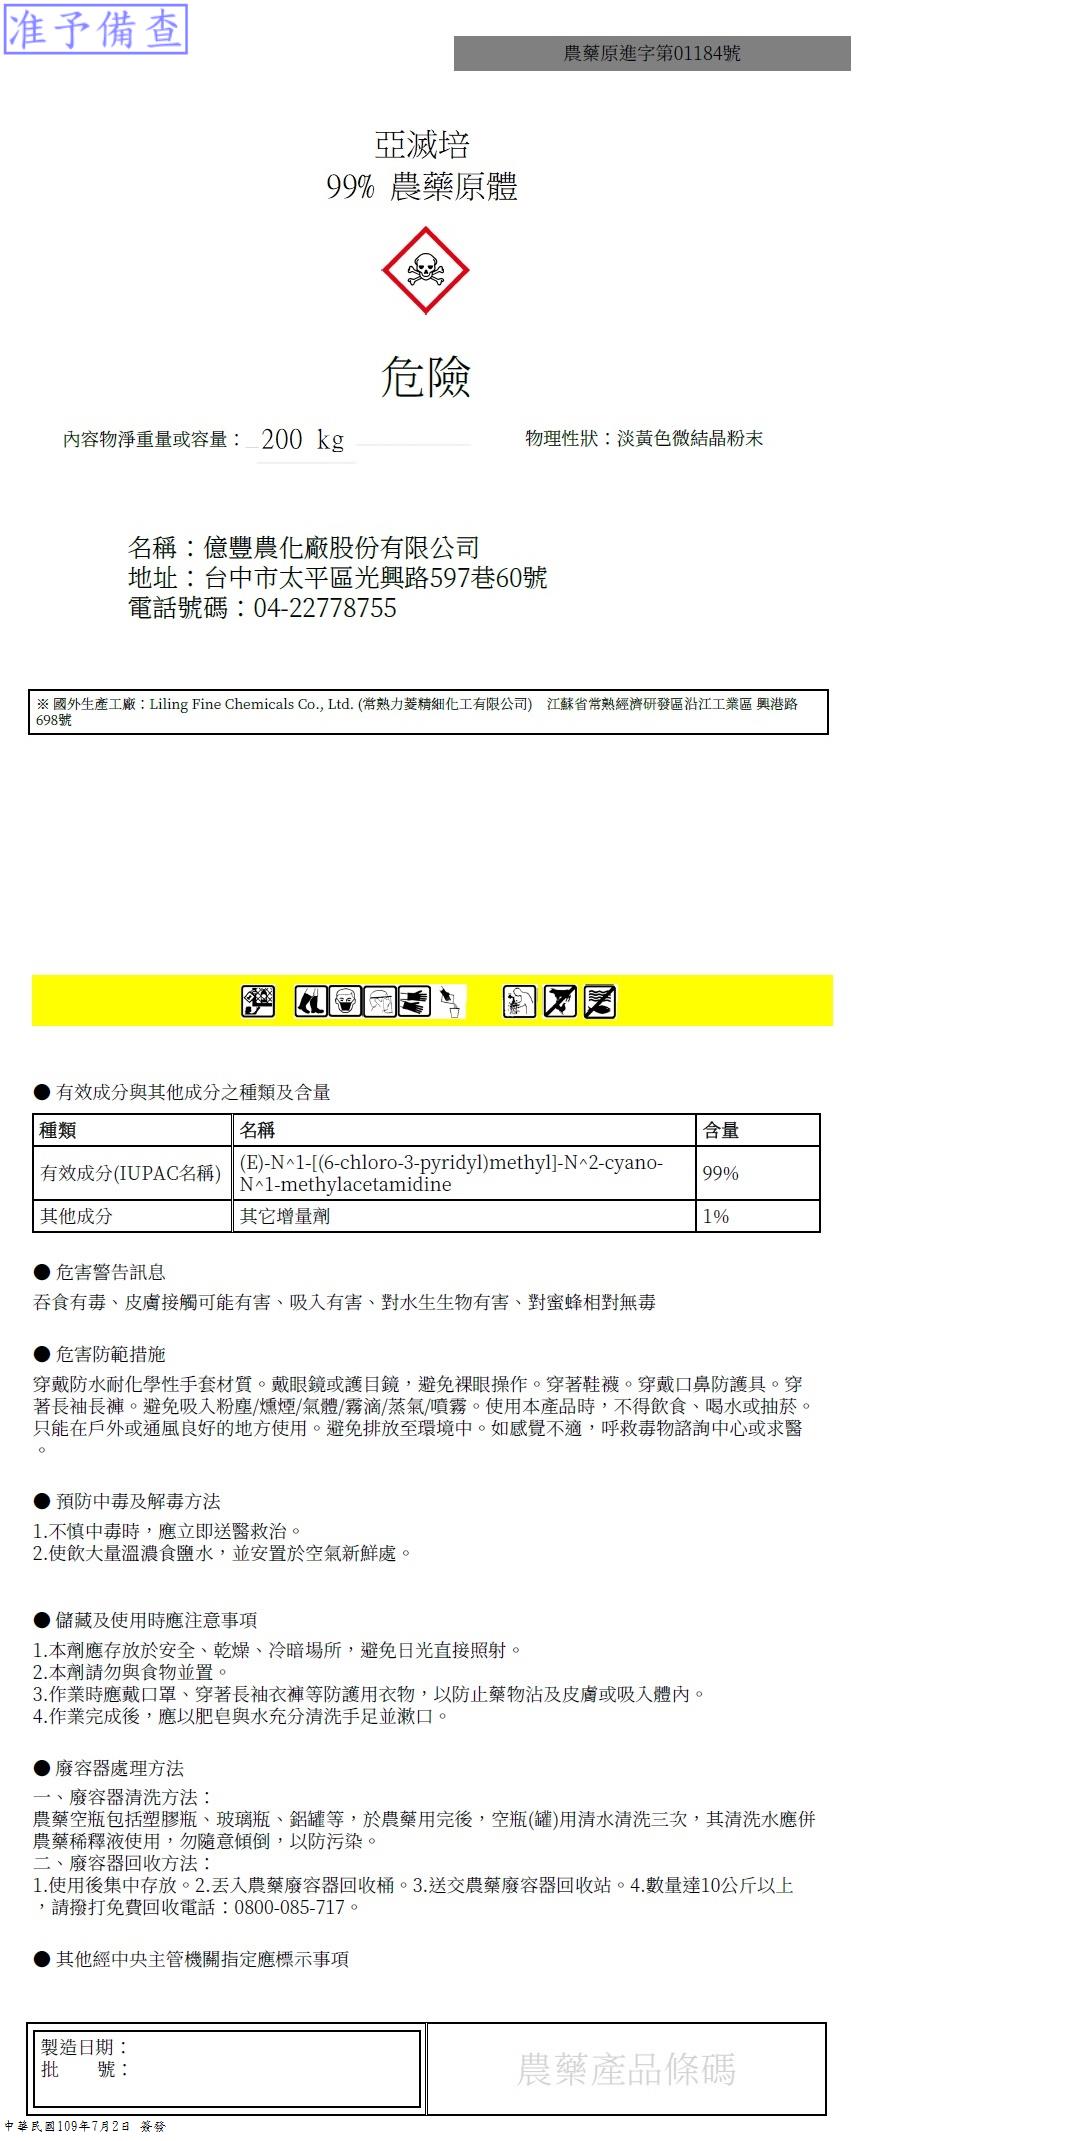 准予備查
農藥原進字第01184號
亞滅培
99% 農藥原體
危險
內容物淨重量或容量： 200 kg 物理性狀：淡黃色微結晶粉末
名稱：億豐農化廠股份有限公司
地址：台中市太平區光興路597巷60號
電話號碼：04-22778755
※ 國外生產工廠：Liling Fine Chemicals Co., Ltd. (常熟力菱精細化工有限公司)　江蘇省常熟經濟研發區沿江工業區 興港路
698號
● 有效成分與其他成分之種類及含量
種類 名稱 含量
有效成分(IUPAC名稱) (E)-N^1-[(6-chloro-3-pyridyl)methyl]-N^2-cyano-
N^1-methylacetamidine 99%
其他成分 其它增量劑 1%
● 危害警告訊息
吞食有毒、皮膚接觸可能有害、吸入有害、對水生生物有害、對蜜蜂相對無毒
● 危害防範措施
穿戴防水耐化學性手套材質。戴眼鏡或護目鏡，避免裸眼操作。穿著鞋襪。穿戴口鼻防護具。穿
著長袖長褲。避免吸入粉塵/燻煙/氣體/霧滴/蒸氣/噴霧。使用本產品時，不得飲食、喝水或抽菸。
只能在戶外或通風良好的地方使用。避免排放至環境中。如感覺不適，呼救毒物諮詢中心或求醫
。
● 預防中毒及解毒方法
1.不慎中毒時，應立即送醫救治。
2.使飲大量溫濃食鹽水，並安置於空氣新鮮處。
● 儲藏及使用時應注意事項
1.本劑應存放於安全、乾燥、冷暗場所，避免日光直接照射。
2.本劑請勿與食物並置。
3.作業時應戴口罩、穿著長袖衣褲等防護用衣物，以防止藥物沾及皮膚或吸入體內。
4.作業完成後，應以肥皂與水充分清洗手足並漱口。
● 廢容器處理方法
一、廢容器清洗方法：
農藥空瓶包括塑膠瓶、玻璃瓶、鋁罐等，於農藥用完後，空瓶(罐)用清水清洗三次，其清洗水應併
農藥稀釋液使用，勿隨意傾倒，以防污染。
二、廢容器回收方法：
1.使用後集中存放。2.丟入農藥廢容器回收桶。3.送交農藥廢容器回收站。4.數量達10公斤以上
，請撥打免費回收電話：0800-085-717。
● 其他經中央主管機關指定應標示事項
製造日期：
批　　號：
農藥產品條碼
中華民國109年7月2日 簽發